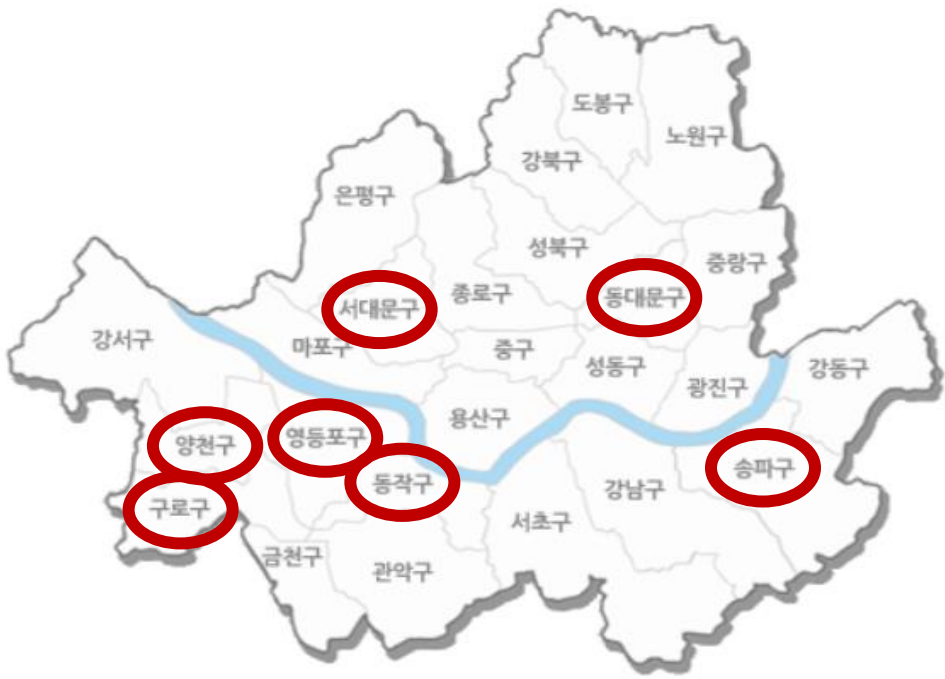 도봉구
노원구
강북구
은평구
성북구
중랑구
서대문구
종로구
동대문구
강서구
마포구
중구
성동구
광진구
강동구
용산구
양천구
영등포구
동작구
송파구
강남구
구로구
서초구
금천구
관악구